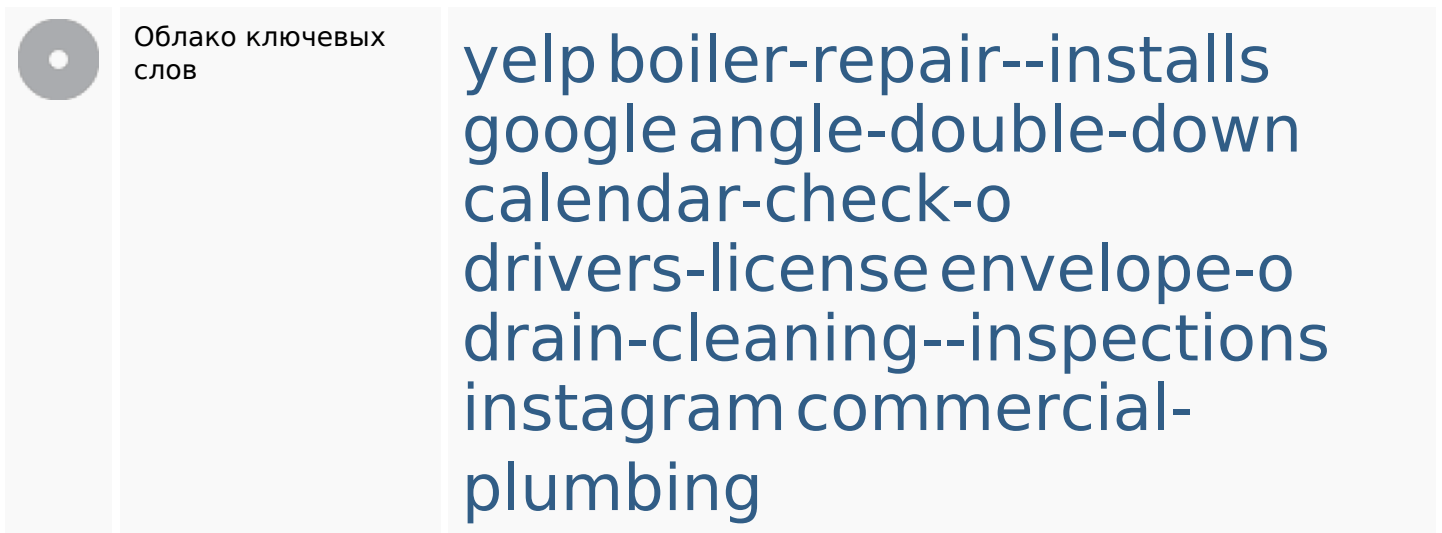 Облако ключевых
слов
yelp boiler-repair--installs
google angle-double-down
calendar-check-o
drivers-license envelope-o
drain-cleaning--inspections
instagram commercial-
plumbing